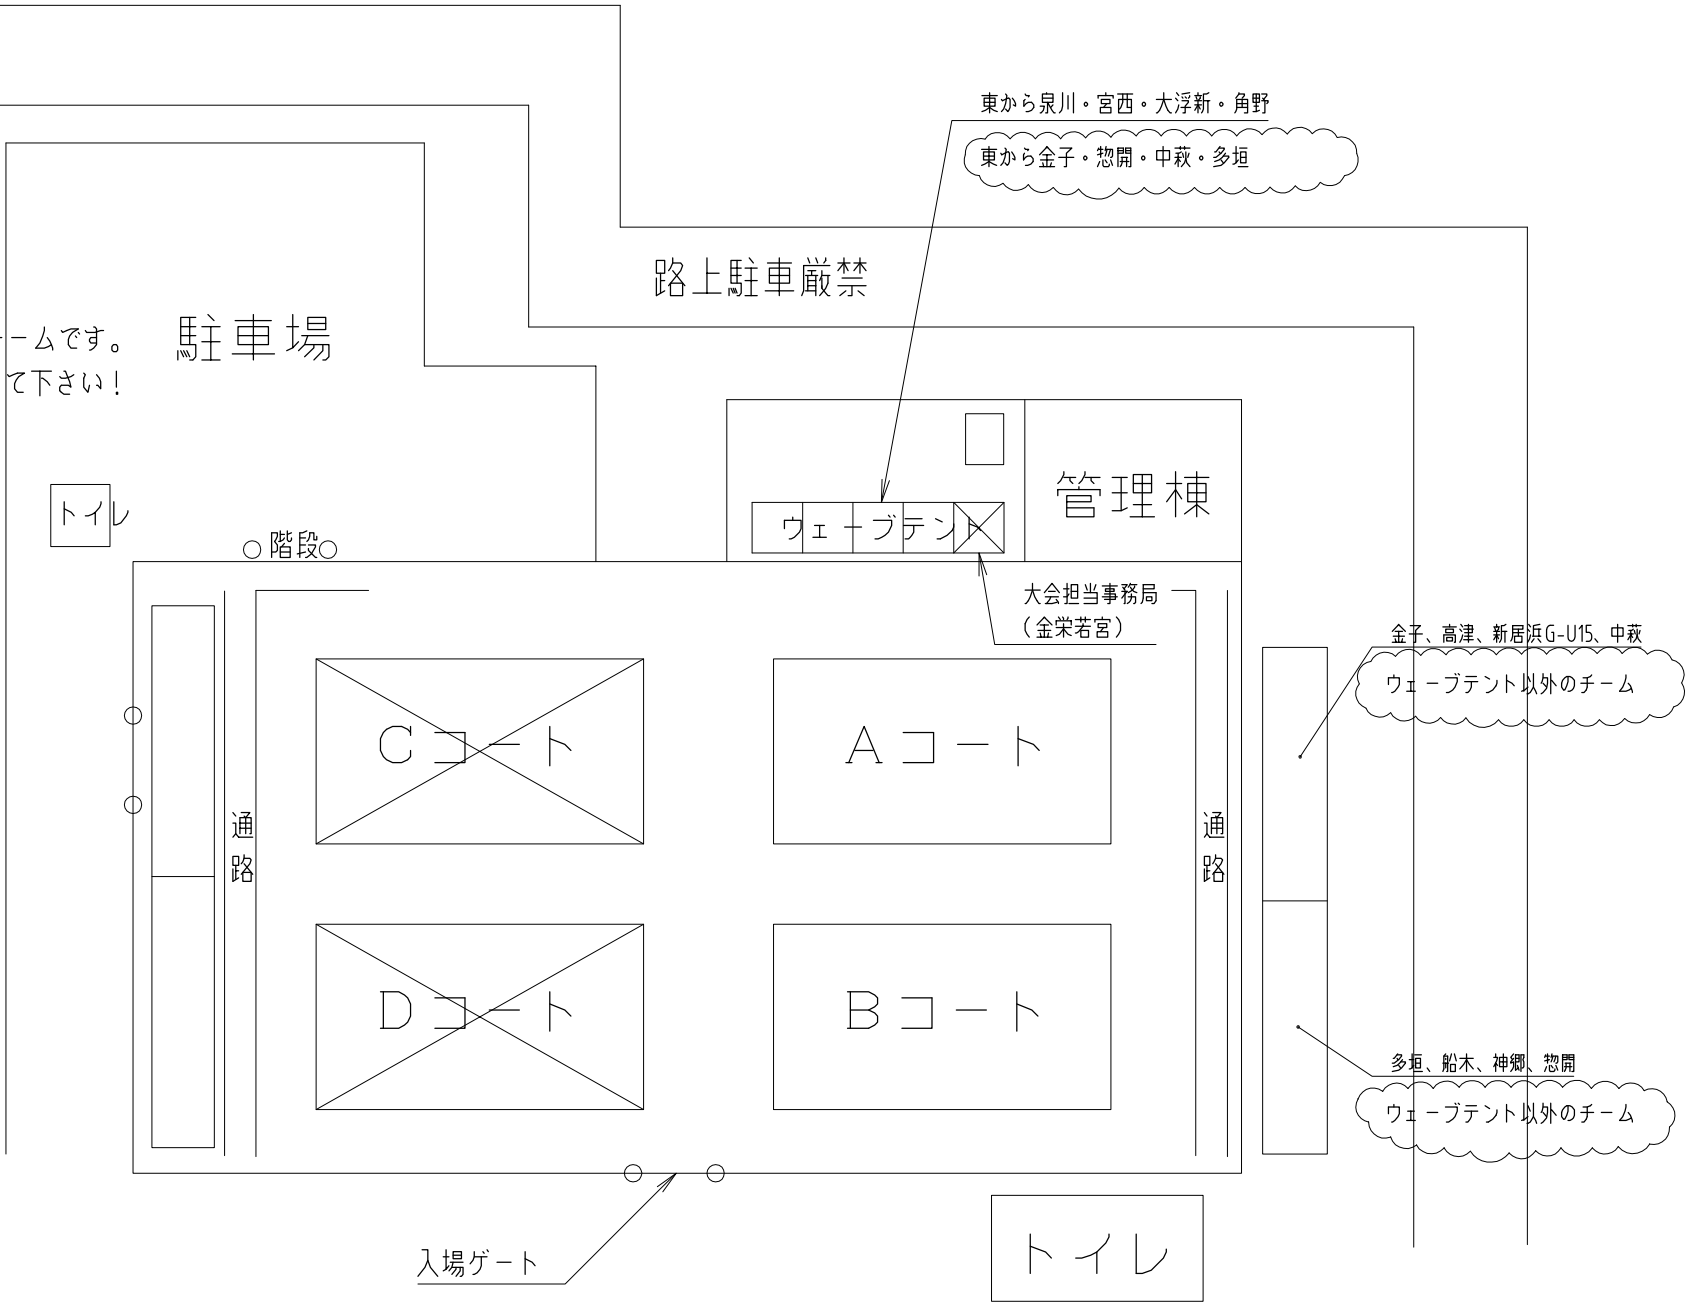 東から泉川・宮西・大浮新・角野
東から金子・惣開・中萩・多垣
路上駐車厳禁
駐車場
ームです。
て下さい！
管理棟
トイレ
ウェーブテント
階段
大会担当事務局
（金栄若宮）
金子、高津、新居浜G-U15、中萩
ウェーブテント以外のチーム
Cコート
Aコート
通路
通路
Dコート
Bコート
多垣、船木、神郷、惣開
ウェーブテント以外のチーム
入場ゲート
トイレ